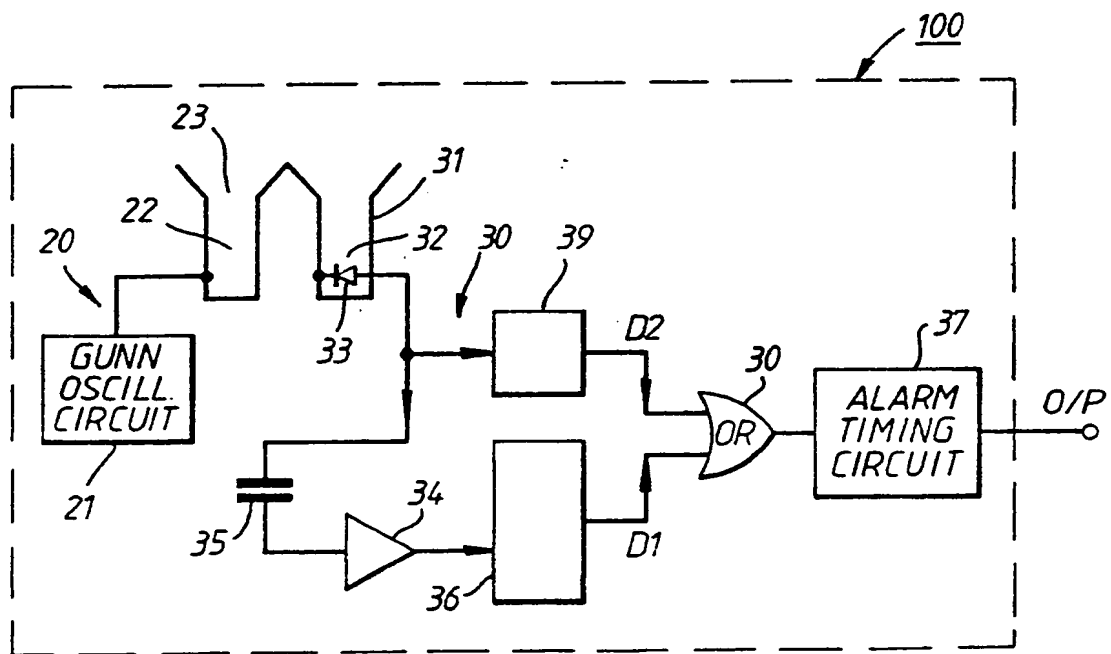 100
23
31
22
32
30
39
20
33
D2
37
GUNN
OSCILL.
CIRCUIT
30
OR
ALARM
TIMING
CIRCUIT
O/P
21
35
34
36
D1